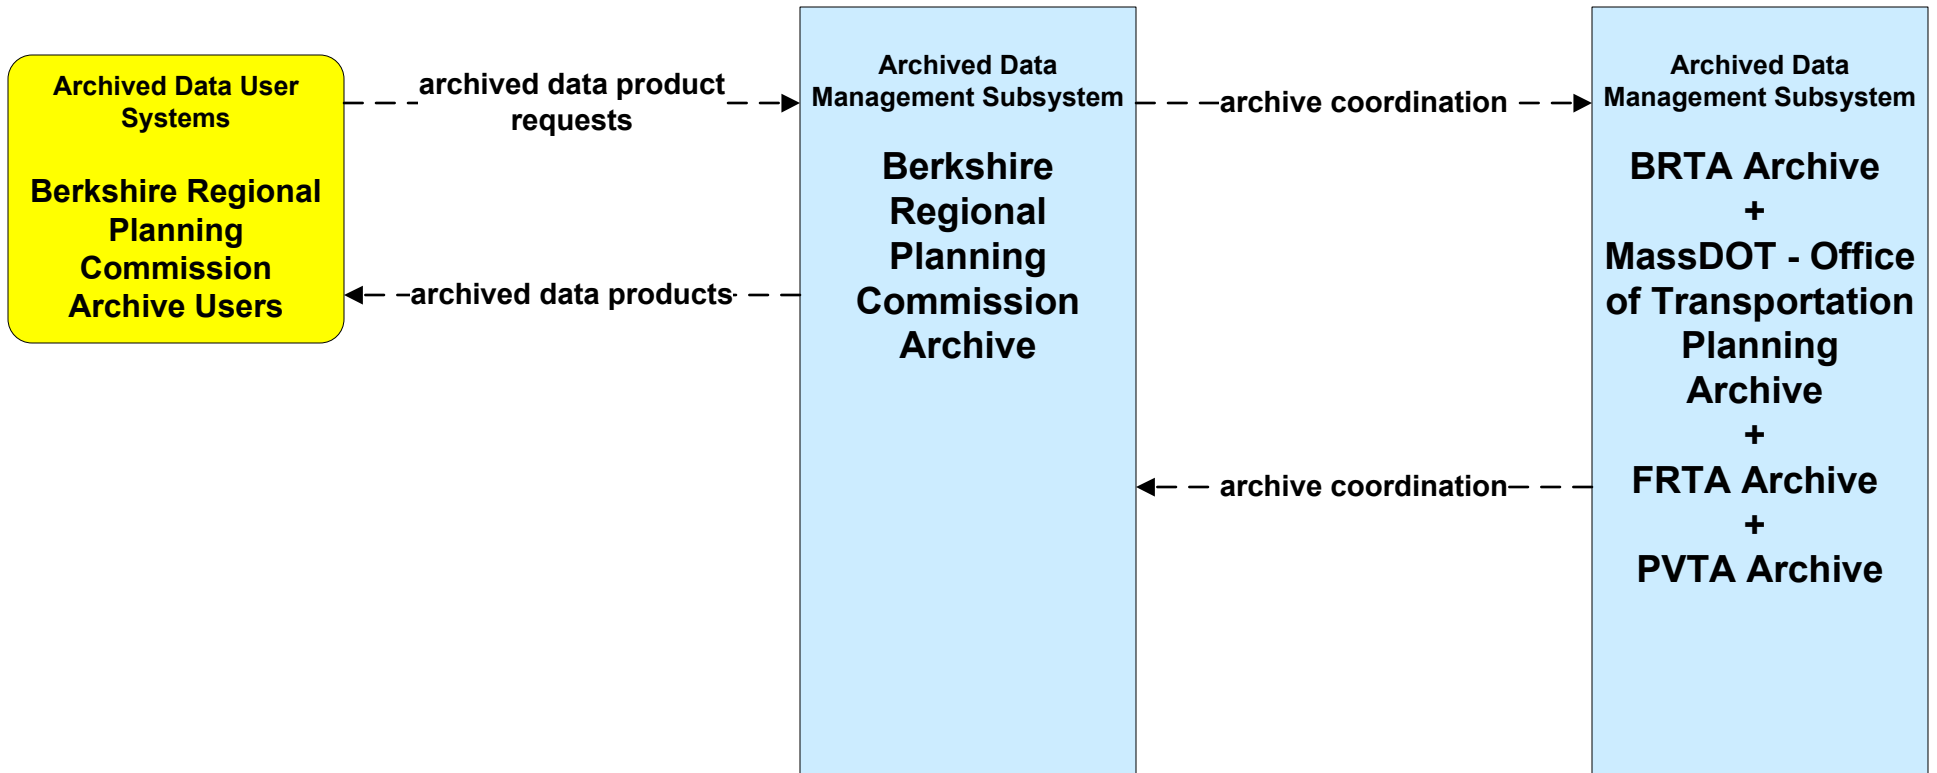 Archived Data User
Systems
Berkshire Regional
Planning
Commission
Archive Users
archived data product
requests
archived data products
Archived Data
Management Subsystem
Berkshire
Regional
Planning
Commission
Archive
archive coordination
archive coordination
Archived Data
Management Subsystem
BRTA Archive
+
MassDOT - Office
of Transportation
Planning
Archive
+
FRTA Archive
+
PVTA Archive